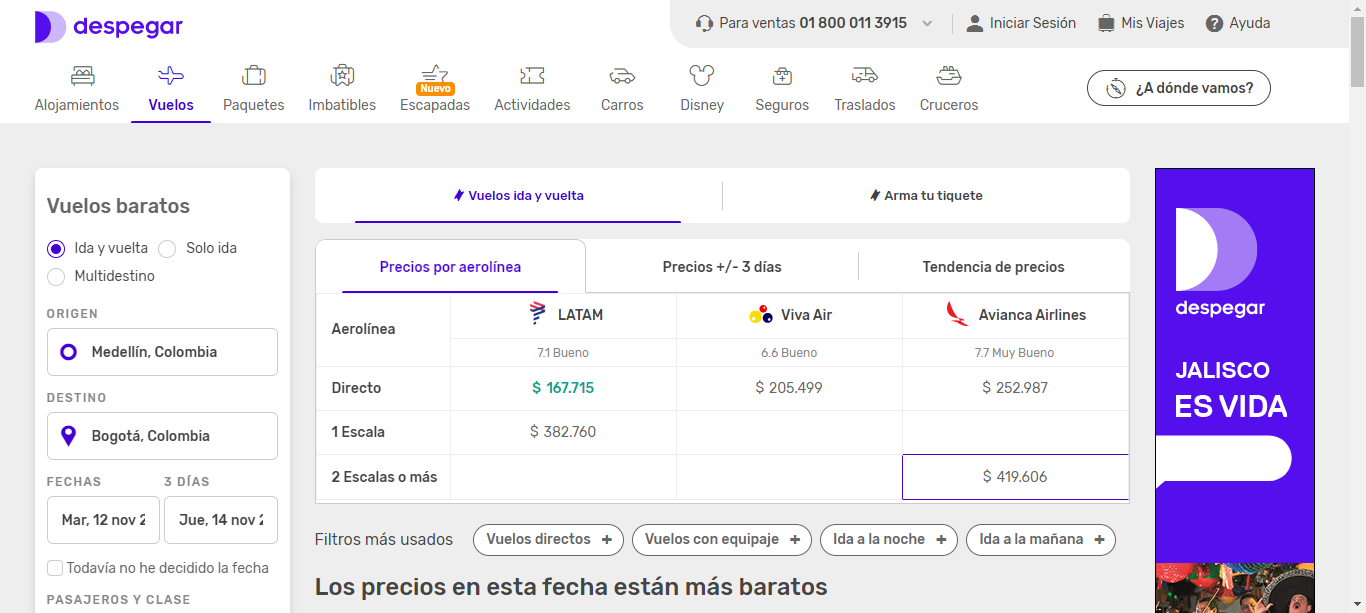 despegar
Para ventas 01 800 011 3915
Iniciar Sesión
Mis Viajes
Ayuda
Alojamientos
Vuelos
Paquetes
Imbatibles
Nuevo
Escapadas
Actividades
Carros
Disney
Seguros
Traslados
Cruceros
¿A dónde vamos?
Vuelos baratos
Ida y vuelta
Solo ida
Multidestino
ORIGEN
Medellín, Colombia
DESTINO
Bogotá, Colombia
FECHAS
3 DÍAS
Mar, 12 nov 2
Jue, 14 nov 2
Todavía no he decidido la fecha
PASAJEROS Y CLASE
Vuelos ida y vuelta
Arma tu tiquete
Precios por aerolínea
Precios +/- 3 días
Tendencia de precios
Aerolínea
LATAM
Viva Air
Avianca Airlines
7.1 Bueno
6.6 Bueno
7.7 Muy Bueno
Directo
$ 167.715
$ 205.499
$ 252.987
1 Escala
$ 382.760
2 Escalas o más
$ 419.606
Filtros más usados
Vuelos directos +
Vuelos con equipaje +
Ida a la noche +
Ida a la mañana +
Los precios en esta fecha están más baratos
despegar
JALISCO
ES VIDA